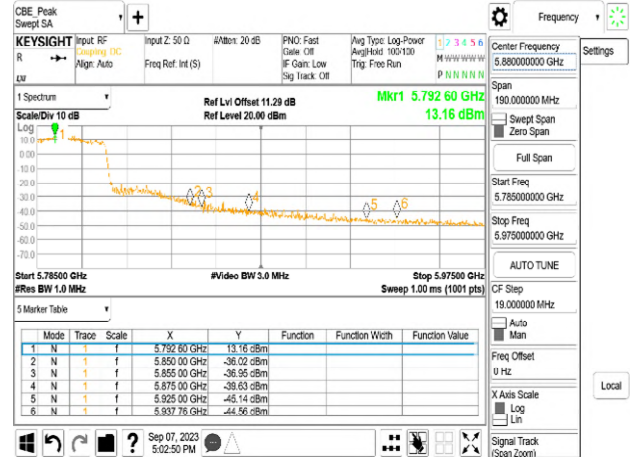 CBE_Peak
Swept SA
Frequency
KEYSIGHT
R
LXI
Input: RF
Coupling: DC
Align: Auto
Input Z: 50 Ω
Freq Ref: Int (S)
#Atten: 20 dB
PNO: Fast
Gate: Off
IF Gain: Low
Sig Track: Off
Avg Type: Log-Power
Avg|Hold: 100/100
Trig: Free Run
1 2 3 4 5 6
M W W W W W
P N N N N N
Center Frequency
5.880000000 GHz
Settings
Span
190.000000 MHz
Swept Span
Zero Span
Full Span
Start Freq
5.785000000 GHz
Stop Freq
5.975000000 GHz
AUTO TUNE
CF Step
19.000000 MHz
Auto
Man
Freq Offset
0 Hz
X Axis Scale
Log
Lin
Signal Track
(Span Zoom)
Local
1 Spectrum
Scale/Div 10 dB
Ref Lvl Offset 11.29 dB
Ref Level 20.00 dBm
Mkr1 5.792 60 GHz
13.16 dBm
Log
10.0
0.00
-10.0
-20.0
-30.0
-40.0
-50.0
-60.0
-70.0
1
2
3
4
5
6
Start 5.78500 GHz
#Video BW 3.0 MHz
Stop 5.97500 GHz
#Res BW 1.0 MHz
Sweep 1.00 ms (1001 pts)
5 Marker Table
Mode Trace Scale X Y Function Function Width Function Value
1 N 1 f 5.792 60 GHz 13.16 dBm
2 N 1 f 5.850 00 GHz -36.02 dBm
3 N 1 f 5.855 00 GHz -36.95 dBm
4 N 1 f 5.875 00 GHz -39.63 dBm
5 N 1 f 5.925 00 GHz -45.14 dBm
6 N 1 f 5.937 76 GHz -44.56 dBm
?
Sep 07, 2023
5:02:50 PM